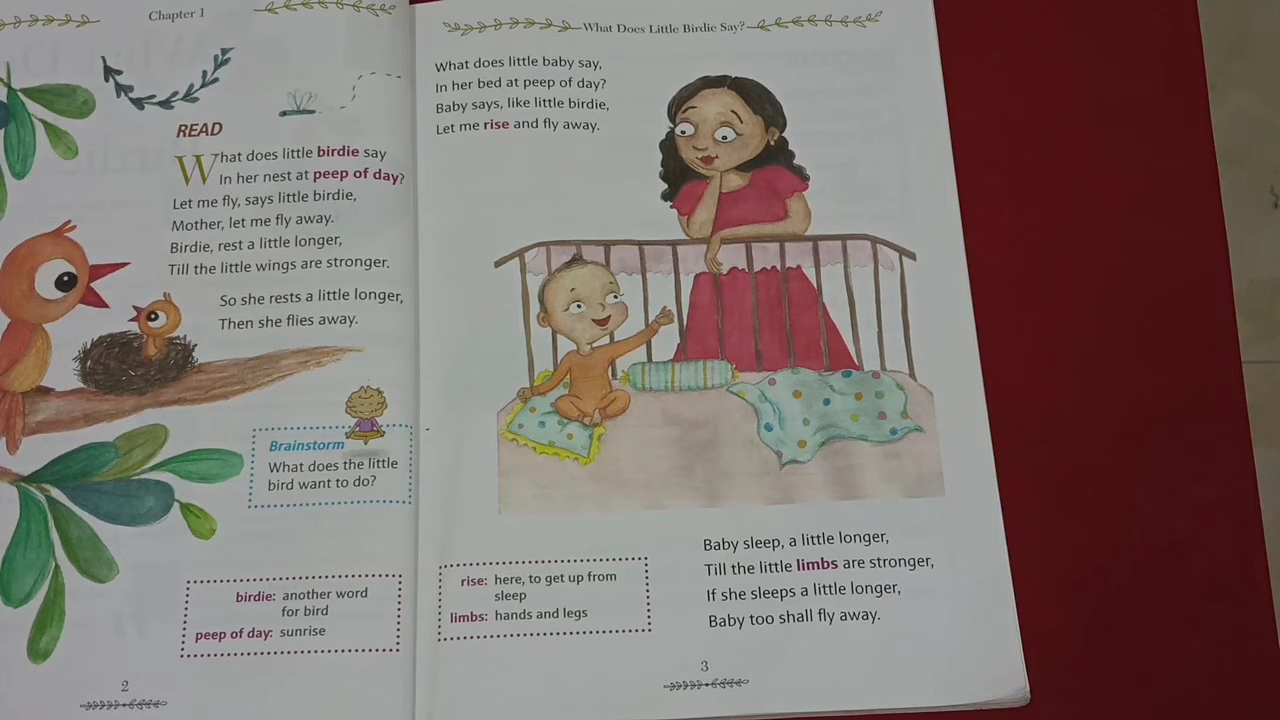 Chapter 1
READ
What does little birdie say
In her nest at peep of day?
Let me fly, says little birdie,
Mother, let me fly away.
Birdie, rest a little longer,
Till the little wings are stronger.
So she rests a little longer,
Then she flies away.
Brainstorm
What does the little
bird want to do?
birdie: another word
for bird
peep of day: sunrise
2
What Does Little Birdie Say?
What does little baby say,
In her bed at peep of day?
Baby says, like little birdie,
Let me rise and fly away.
Baby sleep, a little longer,
Till the little limbs are stronger,
If she sleeps a little longer,
Baby too shall fly away.
rise: here, to get up from
sleep
limbs: hands and legs
3